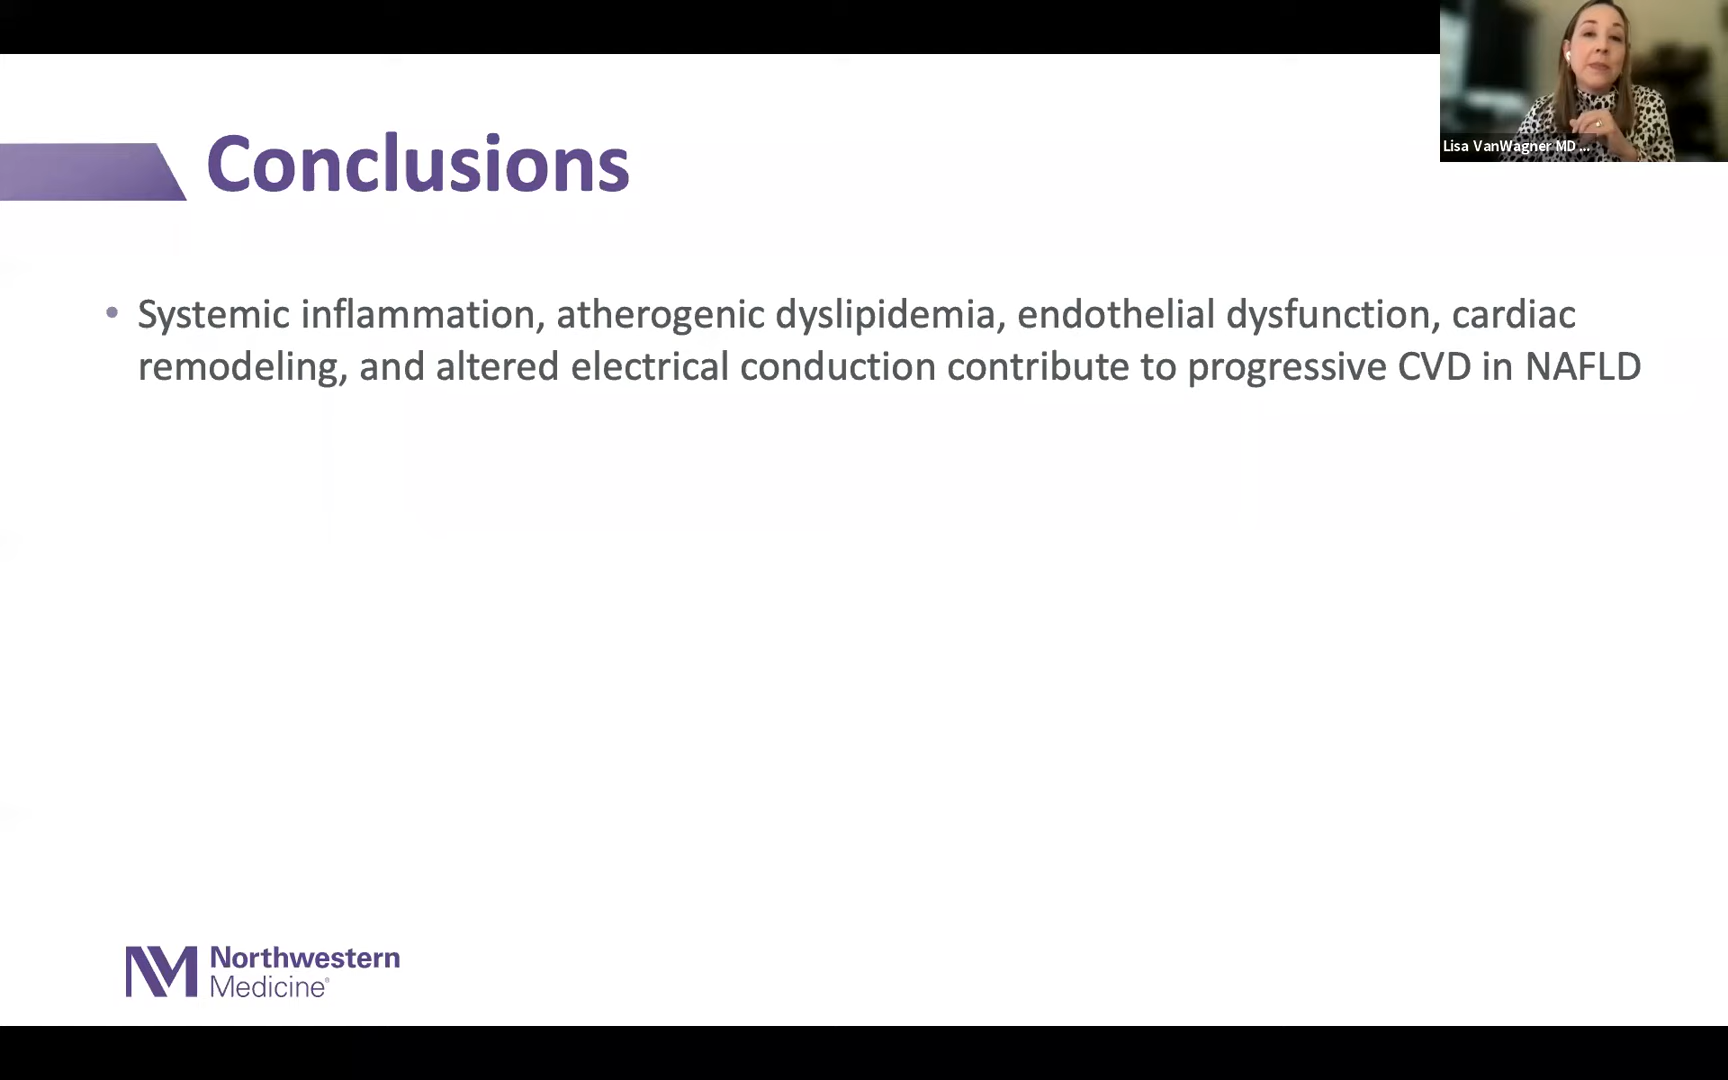 Lisa VanWagner MD ...
Conclusions
• Systemic inflammation, atherogenic dyslipidemia, endothelial dysfunction, cardiac
remodeling, and altered electrical conduction contribute to progressive CVD in NAFLD
NM Northwestern
Medicine®